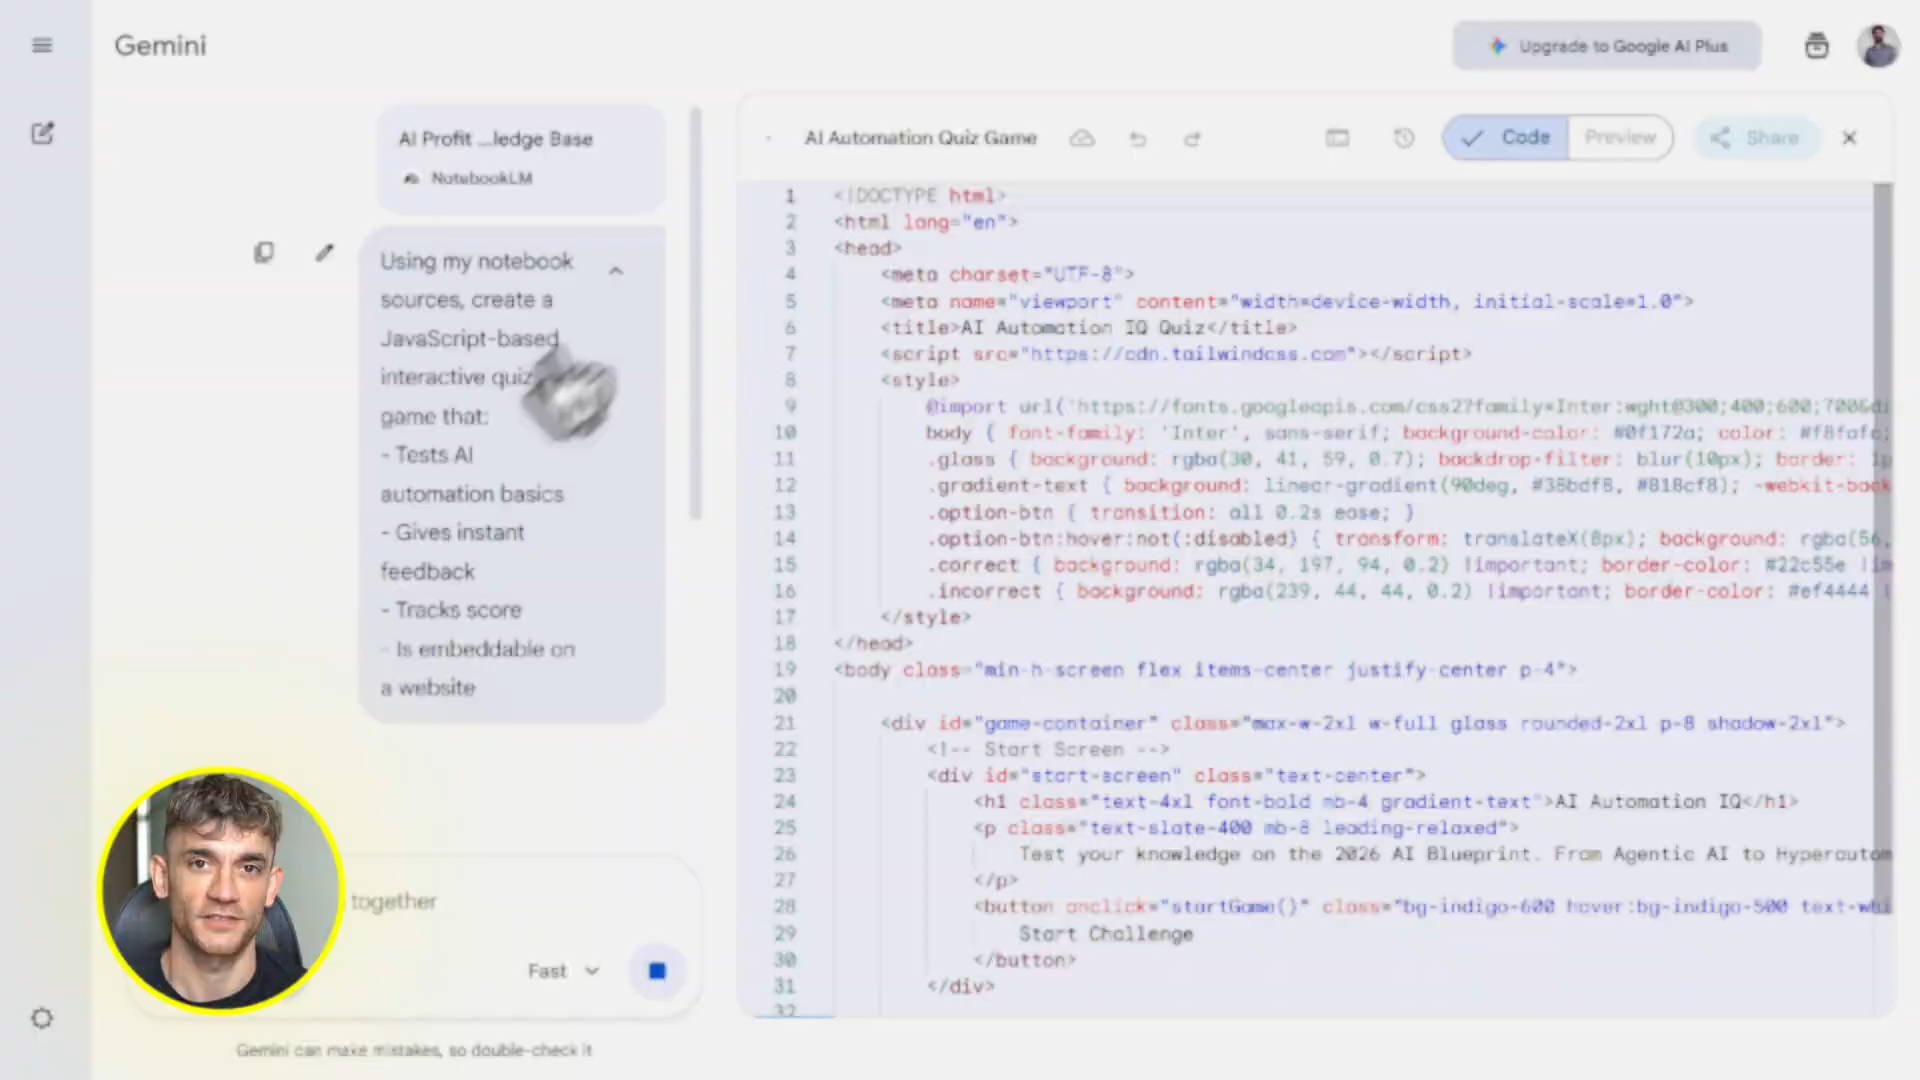 Gemini
Upgrade to Google AI Plus
AI Profit ...ledge Base
NotebookLM
Using my notebook
sources, create a
JavaScript-based
interactive quiz
game that:
- Tests AI
automation basics
- Gives instant
feedback
- Tracks score
- Is embeddable on
a website
together
Fast
Gemini can make mistakes, so double-check it
AI Automation Quiz Game
Code
Preview
Share
1 <!DOCTYPE html>
2 <html lang="en">
3 <head>
4 <meta charset="UTF-8">
5 <meta name="viewport" content="width=device-width, initial-scale=1.0">
6 <title>AI Automation IQ Quiz</title>
7 <script src="https://cdn.tailwindcss.com"></script>
8 <style>
9 @import url('https://fonts.googleapis.com/css2?family=Inter:wght@300;400;600;700&di
10 body { font-family: 'Inter', sans-serif; background-color: #0f172a; color: #f8fafc;
11 .glass { background: rgba(30, 41, 59, 0.7); backdrop-filter: blur(10px); border: 1p
12 .gradient-text { background: linear-gradient(90deg, #38bdf8, #818cf8); -webkit-back
13 .option-btn { transition: all 0.2s ease; }
14 .option-btn:hover:not(:disabled) { transform: translateX(8px); background: rgba(56,
15 .correct { background: rgba(34, 197, 94, 0.2) !important; border-color: #22c55e !im
16 .incorrect { background: rgba(239, 44, 44, 0.2) !important; border-color: #ef4444 !
17 </style>
18 </head>
19 <body class="min-h-screen flex items-center justify-center p-4">
20
21 <div id="game-container" class="max-w-2xl w-full glass rounded-2xl p-8 shadow-2xl">
22 <!-- Start Screen -->
23 <div id="start-screen" class="text-center">
24 <h1 class="text-4xl font-bold mb-4 gradient-text">AI Automation IQ</h1>
25 <p class="text-slate-400 mb-8 leading-relaxed">
26 Test your knowledge on the 2026 AI Blueprint. From Agentic AI to Hyperautom
27 </p>
28 <button onclick="startGame()" class="bg-indigo-600 hover:bg-indigo-500 text-whi
29 Start Challenge
30 </button>
31 </div>
32